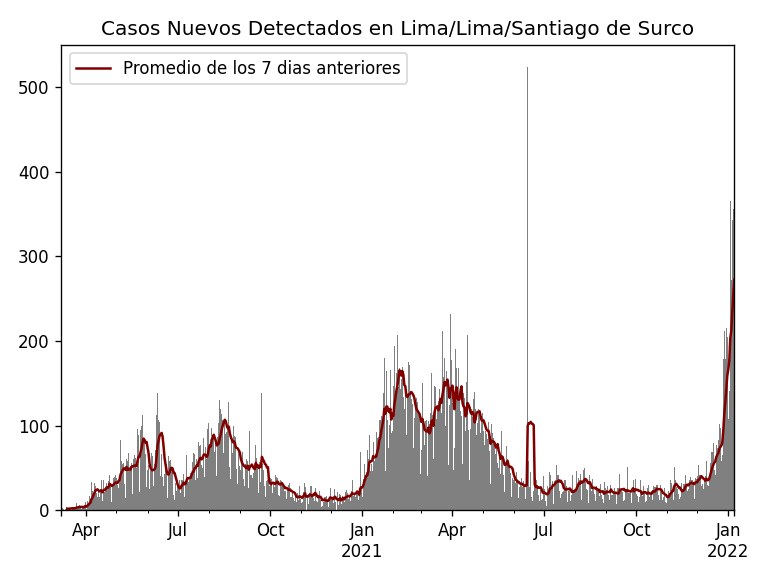 Casos Nuevos Detectados en Lima/Lima/Santiago de Surco
Promedio de los 7 dias anteriores
500
400
300
200
100
0
Apr Jul Oct Jan Apr Jul Oct Jan
2021 2022